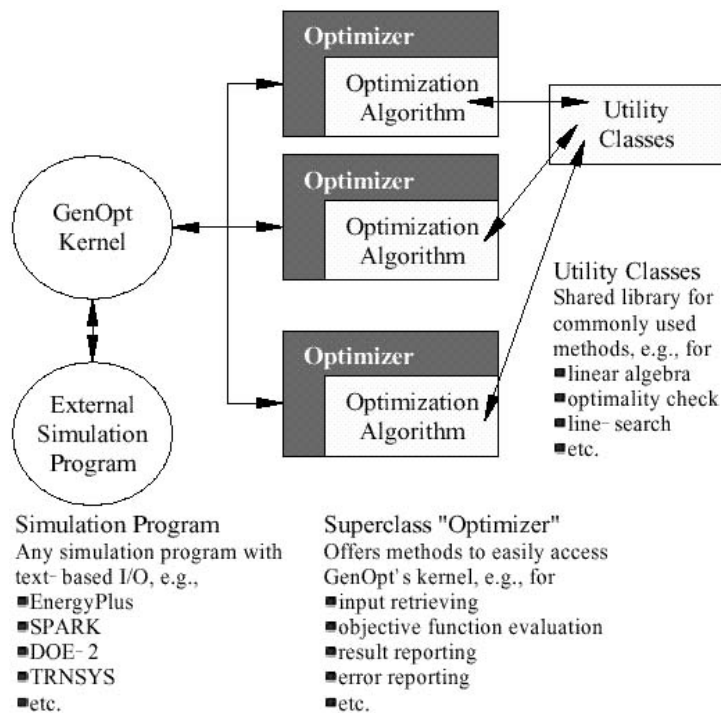 Optimizer
Optimization
Algorithm
Utility
Classes
Optimizer
Optimization
Algorithm
GenOpt
Kernel
Optimizer
Optimization
Algorithm
External
Simulation
Program
Utility Classes
Shared library for
commonly used
methods, e.g., for
■linear algebra
■optimality check
■line-search
■etc.
Simulation Program
Any simulation program with
text-based I/O, e.g.,
■EnergyPlus
■SPARK
■DOE-2
■TRNSYS
■etc.
Superclass "Optimizer"
Offers methods to easily access
GenOpt's kernel, e.g., for
■input retrieving
■objective function evaluation
■result reporting
■error reporting
■etc.